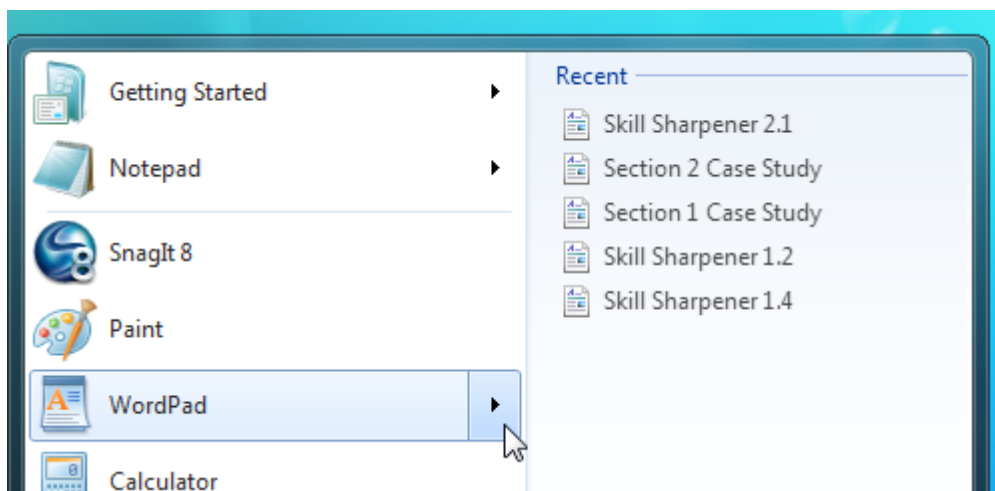 Getting Started
Notepad
SnagIt 8
Paint
WordPad
Calculator
Recent
Skill Sharpener 2.1
Section 2 Case Study
Section 1 Case Study
Skill Sharpener 1.2
Skill Sharpener 1.4